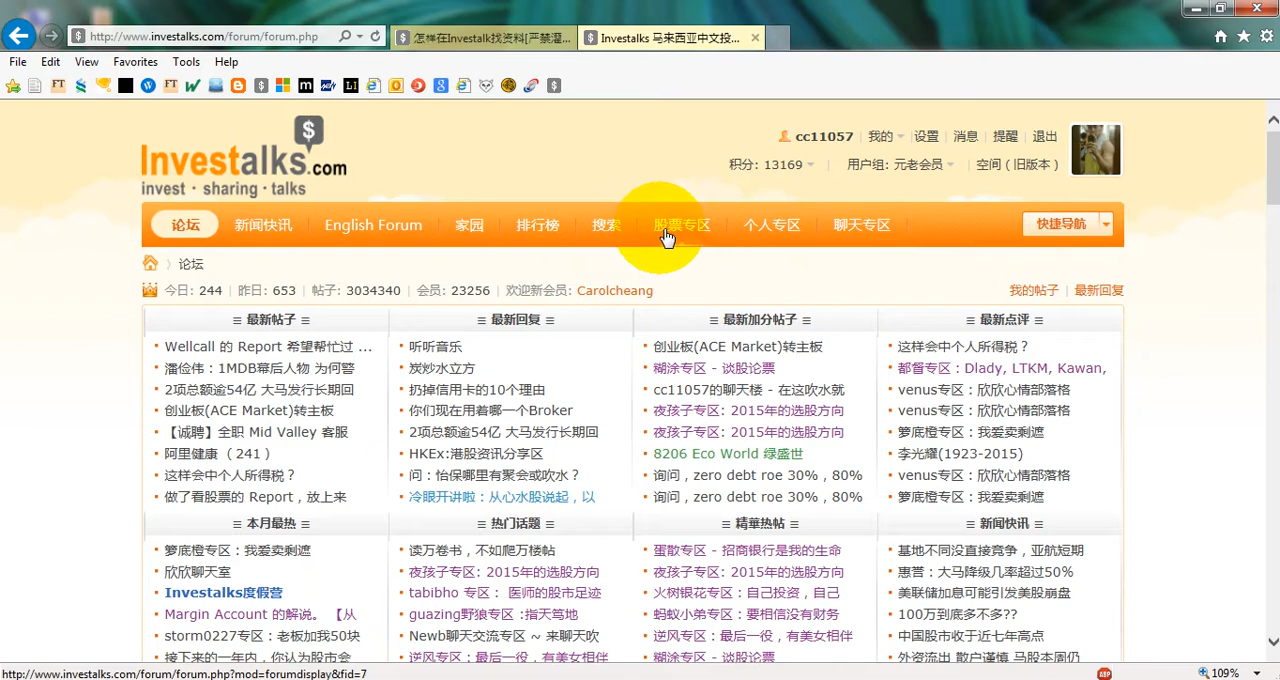 http://www.investalks.com/forum/forum.php
怎样在Investalk找资料[严禁灌...
Investalks 马来西亚中文投...
File Edit View Favorites Tools Help
Investalks.com
invest · sharing · talks
cc11057 我的 设置 消息 提醒 退出
积分: 13169 用户组: 元老会员 空间(旧版本)
论坛 新闻快讯 English Forum 家园 排行榜 搜索 股票专区 个人专区 聊天专区 快捷导航
论坛
今日: 244 昨日: 653 帖子: 3034340 会员: 23256 欢迎新会员: Carolcheang 我的帖子 最新回复
≡ 最新帖子 ≡ ≡ 最新回复 ≡ ≡ 最新加分帖子 ≡ ≡ 最新点评 ≡
Wellcall 的 Report 希望帮忙过 ... 听听音乐 创业板(ACE Market)转主板 这样会中个人所得税?
潘俭伟:1MDB幕后人物 为何警 炭炒水立方 糊涂专区 - 谈股论票 都督专区:Dlady, LTKM, Kawan,
2项总额逾54亿 大马发行长期回 扔掉信用卡的10个理由 cc11057的聊天楼 - 在这吹水就 venus专区:欣欣心情部落格
创业板(ACE Market)转主板 你们现在用着哪一个Broker 夜孩子专区: 2015年的选股方向 venus专区:欣欣心情部落格
【诚聘】全职 Mid Valley 客服 2项总额逾54亿 大马发行长期回 夜孩子专区: 2015年的选股方向 箩底橙专区:我爱卖剩遮
阿里健康 ( 241 ) HKEx:港股资讯分享区 8206 Eco World 绿盛世 李光耀(1923-2015)
这样会中个人所得税? 问:怡保哪里有聚会或吹水? 询问,zero debt roe 30%,80% venus专区:欣欣心情部落格
做了看股票的 Report,放上来 冷眼开讲啦:从心水股说起,以 询问,zero debt roe 30%,80% 箩底橙专区:我爱卖剩遮
≡ 本月最热 ≡ ≡ 热门话题 ≡ ≡ 精華热帖 ≡ ≡ 新闻快讯 ≡
箩底橙专区:我爱卖剩遮 读万卷书,不如爬万楼帖 蛋散专区 - 招商银行是我的生命 基地不同没直接竞争,亚航短期
欣欣聊天室 夜孩子专区: 2015年的选股方向 夜孩子专区: 2015年的选股方向 惠誉:大马降级几率超过50%
Investalks度假营 tabibho 专区: 医师的股市足迹 火树银花专区:自己投资,自己 美联储加息可能引发美股崩盘
Margin Account 的解说。 【从 guazing野狼专区 :指天笃地 蚂蚁小弟专区:要相信没有财务 100万到底多不多??
storm0227专区:老板加我50块 Newb聊天交流专区 ~ 来聊天吹 逆风专区:最后一役,有美女相伴 中国股市收于近七年高点
接下来的一年内,你认为股市会 逆风专区:最后一役,有美女相伴 糊涂专区 - 谈股论票 外资流出 散户谨慎 马股本周仍
http://www.investalks.com/forum/forum.php?mod=forumdisplay&fid=7
ABP
109%